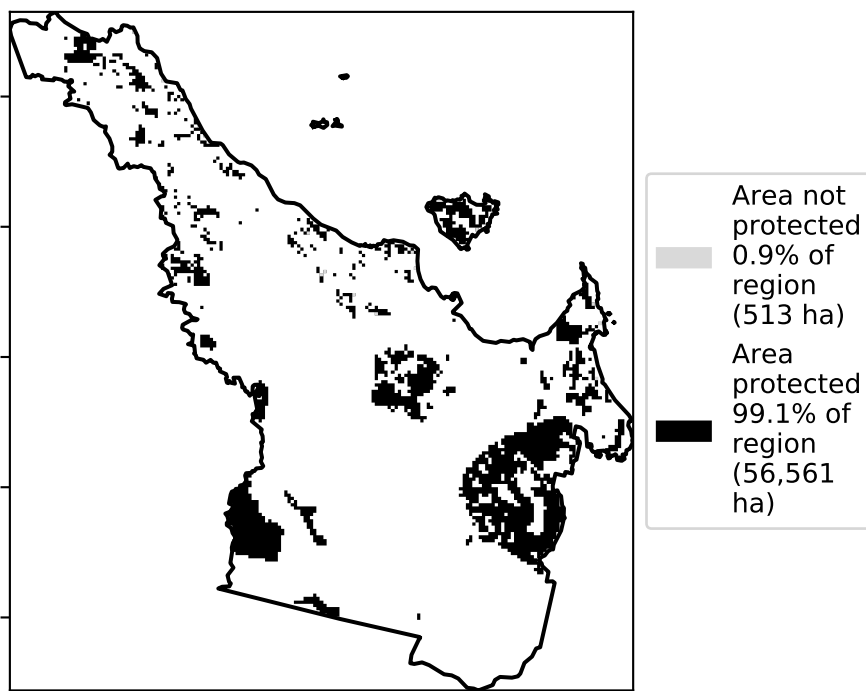 Area not
protected
0.9% of
region
(513 ha)
Area
protected
99.1% of
region
(56,561
ha)